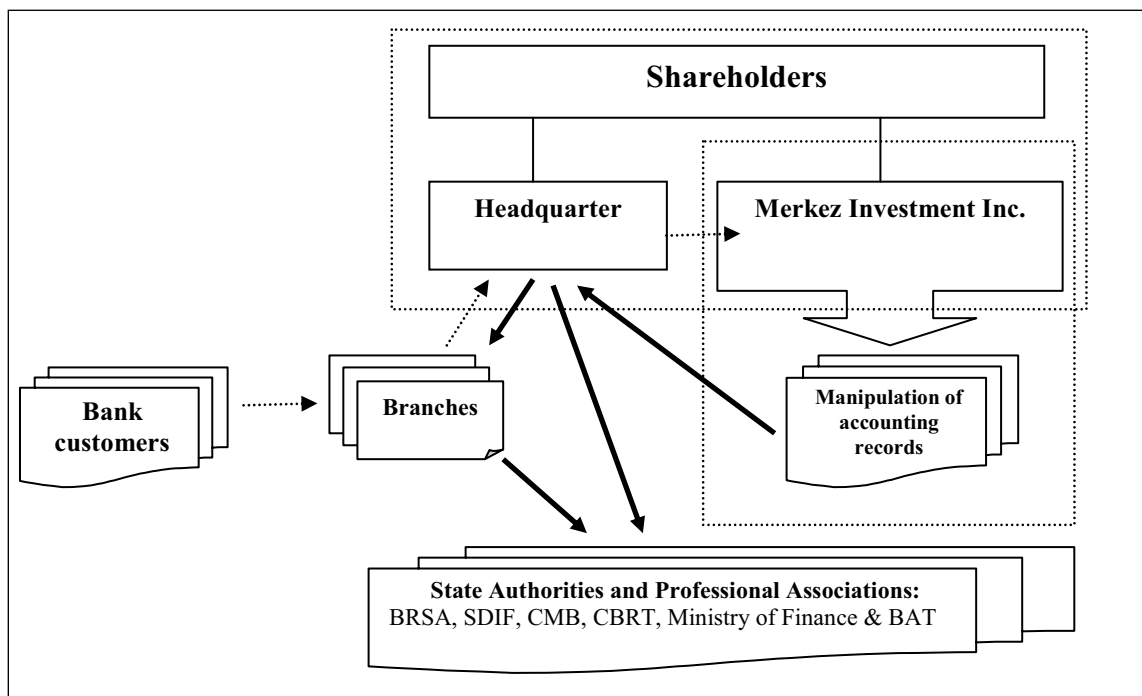 Shareholders
Headquarter
Merkez Investment Inc.
Bank
customers
Branches
Manipulation of
accounting
records
State Authorities and Professional Associations:
BRSA, SDIF, CMB, CBRT, Ministry of Finance & BAT